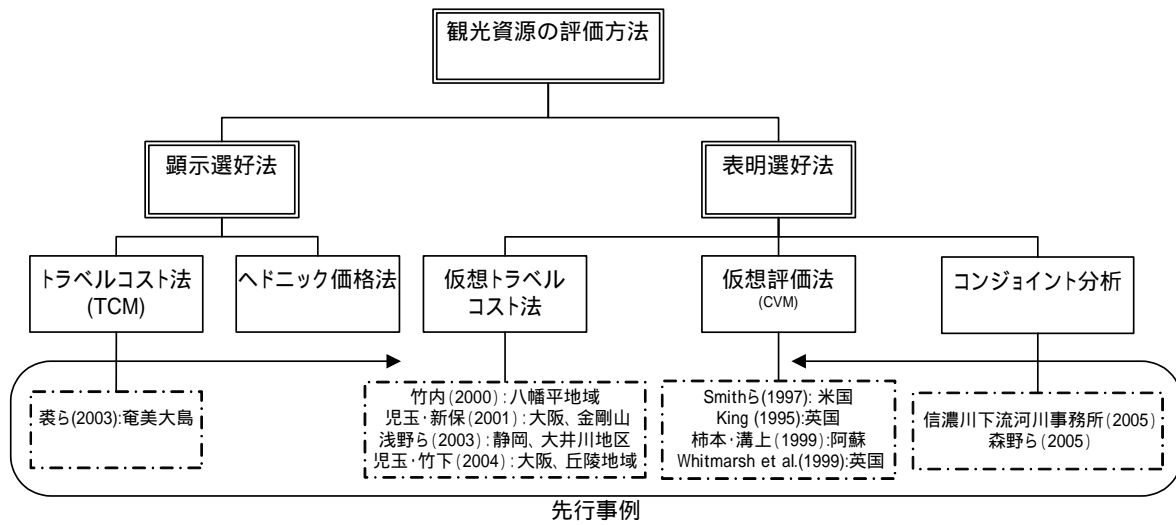 観光資源の評価方法
顕示選好法
表明選好法
トラベルコスト法
(TCM)
ヘドニック価格法
仮想トラベル
コスト法
仮想評価法
(CVM)
コンジョイント分析
裘ら(2003):奄美大島
竹内(2000):八幡平地域
児玉・新保(2001):大阪、金剛山
浅野ら(2003):静岡、大井川地区
児玉・竹下(2004):大阪、丘陵地域
Smithら(1997): 米国
King (1995):英国
柿本・溝上(1999):阿蘇
Whitmarsh et al.(1999):英国
信濃川下流河川事務所(2005)
森野ら(2005)
先行事例